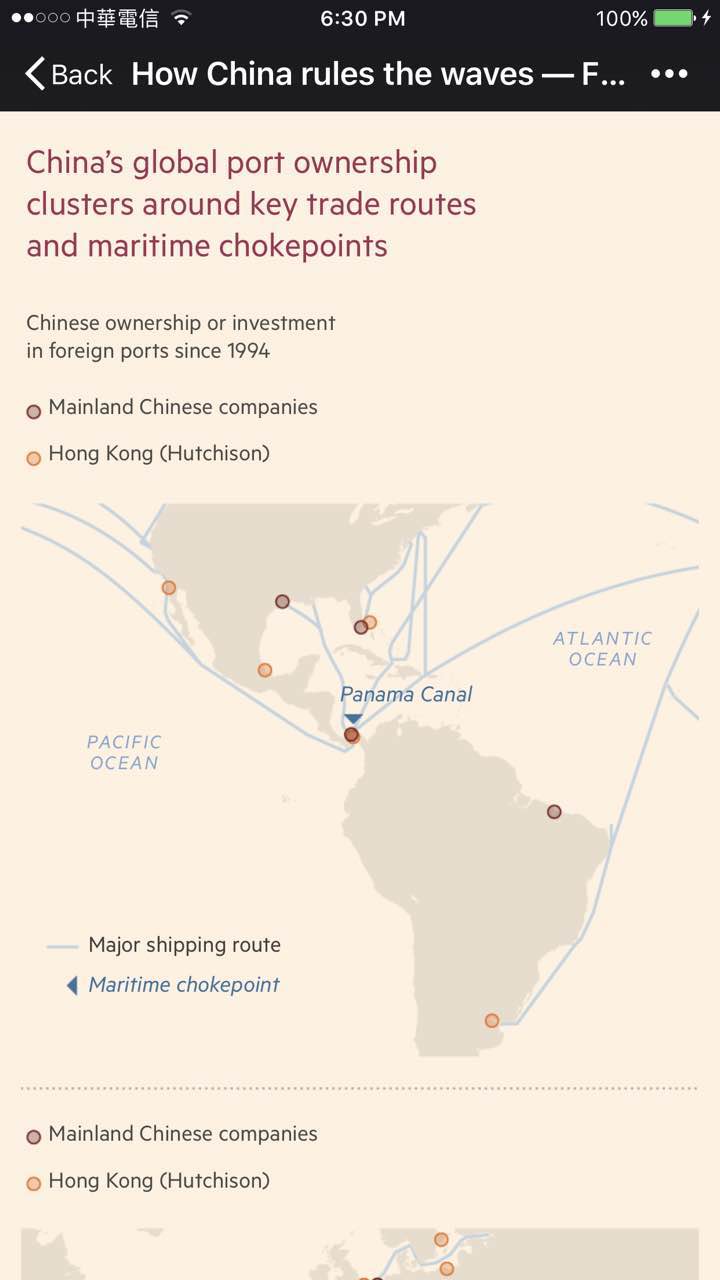 中華電信
6:30 PM
100%
Back
How China rules the waves — F...
China's global port ownership
clusters around key trade routes
and maritime chokepoints
Chinese ownership or investment
in foreign ports since 1994
Mainland Chinese companies
Hong Kong (Hutchison)
ATLANTIC
OCEAN
Panama Canal
PACIFIC
OCEAN
Major shipping route
Maritime chokepoint
Mainland Chinese companies
Hong Kong (Hutchison)